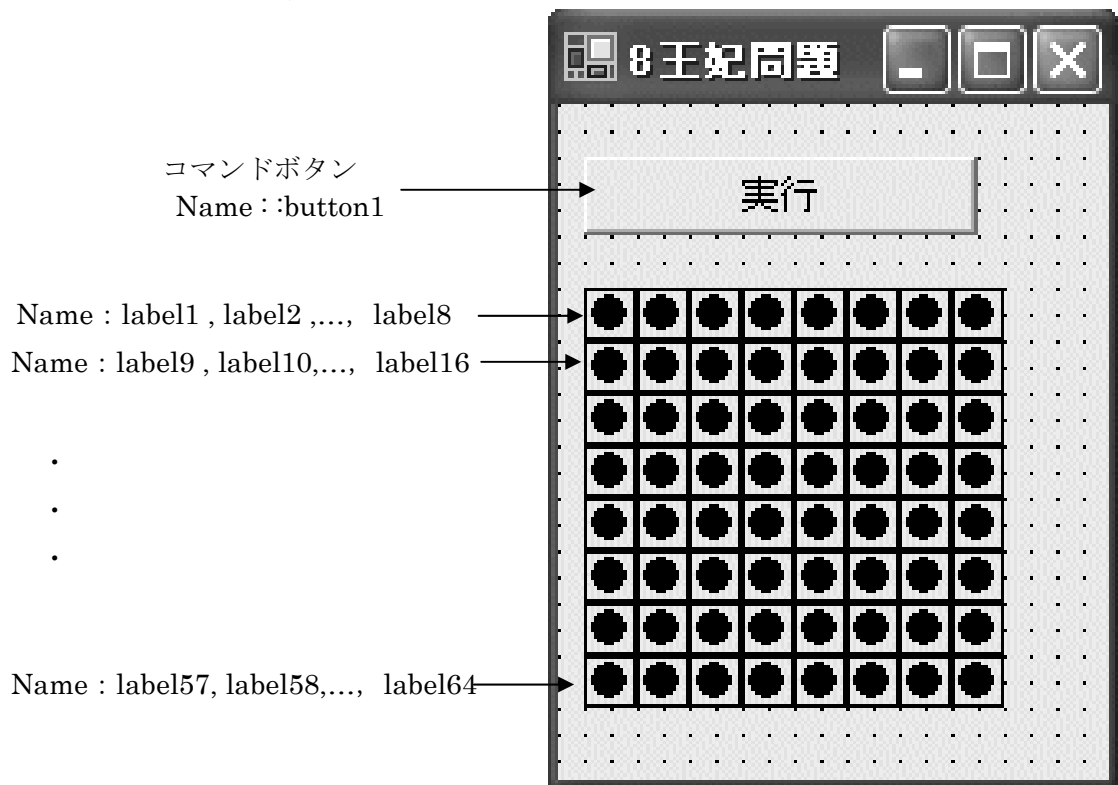 8王妃問題
コマンドボタン
Name::button1
実行
Name:label1 , label2 ,…, label8
Name:label9 , label10,…, label16
.
.
.
Name:label57, label58,…, label64